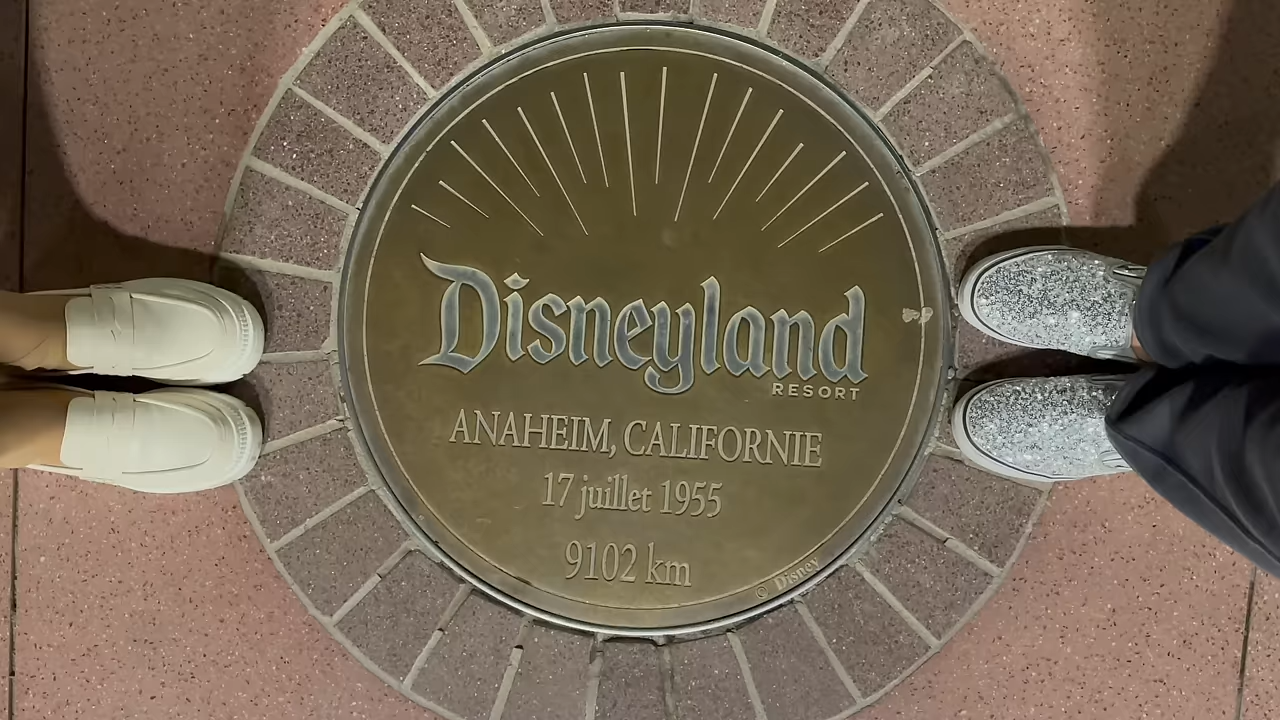 Disneyland
RESORT
ANAHEIM, CALIFORNIE
17 juillet 1955
9102 km
© Disney